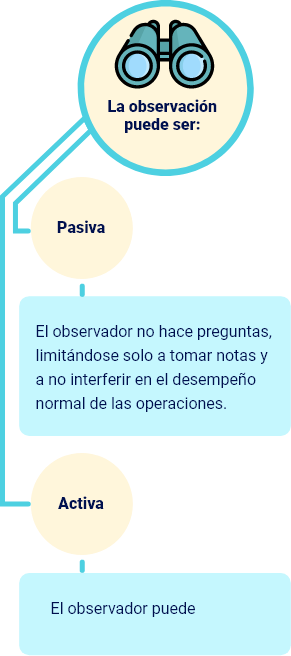 La observación
puede ser:
Pasiva
El observador no hace preguntas,
limitándose solo a tomar notas y
a no interferir en el desempeño
normal de las operaciones.
Activa
El observador puede